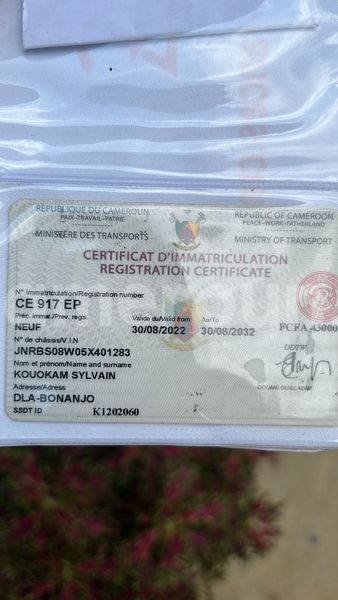 REPUBLIQUE DU CAMEROUN
PAIX-TRAVAIL-PATRIE
MINISTÈRE DES TRANSPORTS
REPUBLIC OF CAMEROON
PEACE-WORK-FATHERLAND
MINISTRY OF TRANSPORT
CERTIFICAT D'IMMATRICULATION
REGISTRATION CERTIFICATE
N° Immatriculation/Registration number
CE 917 EP
Préc. immat./Prev. regis. Valide du/Valid from Au/To
NEUF 30/08/2022 30/08/2032 FCFA 43000
N° de châssis/V.I.N DDTW
JNRBS08W05X401283
Nom et prénom/Name and surname
KOUOKAM SYLVAIN DOUMS GUILLAUME
Adresse/Adress
DLA-BONANJO
SSDT ID K1202060